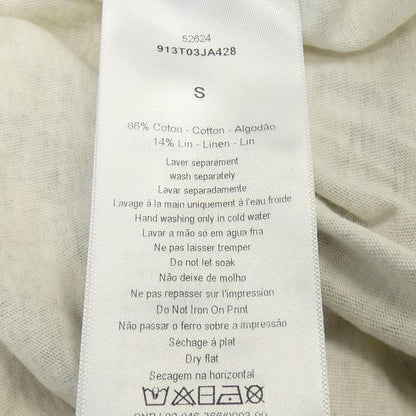 52624
913T03JA428
S
86% Coton - Cotton - Algodão
14% Lin - Linen - Lin
Laver séparément
wash separately
Lavar separadamente
Lavage à la main uniquement à l'eau froide
Hand washing only in cold water
Lavar a mão só em água fria
Ne pas laisser tremper
Do not let soak
Não deixe de molho
Ne pas repasser sur l'impression
Do Not Iron On Print
Não passar o ferro sobre a impressão
Séchage à plat
Dry flat
Secagem na horizontal